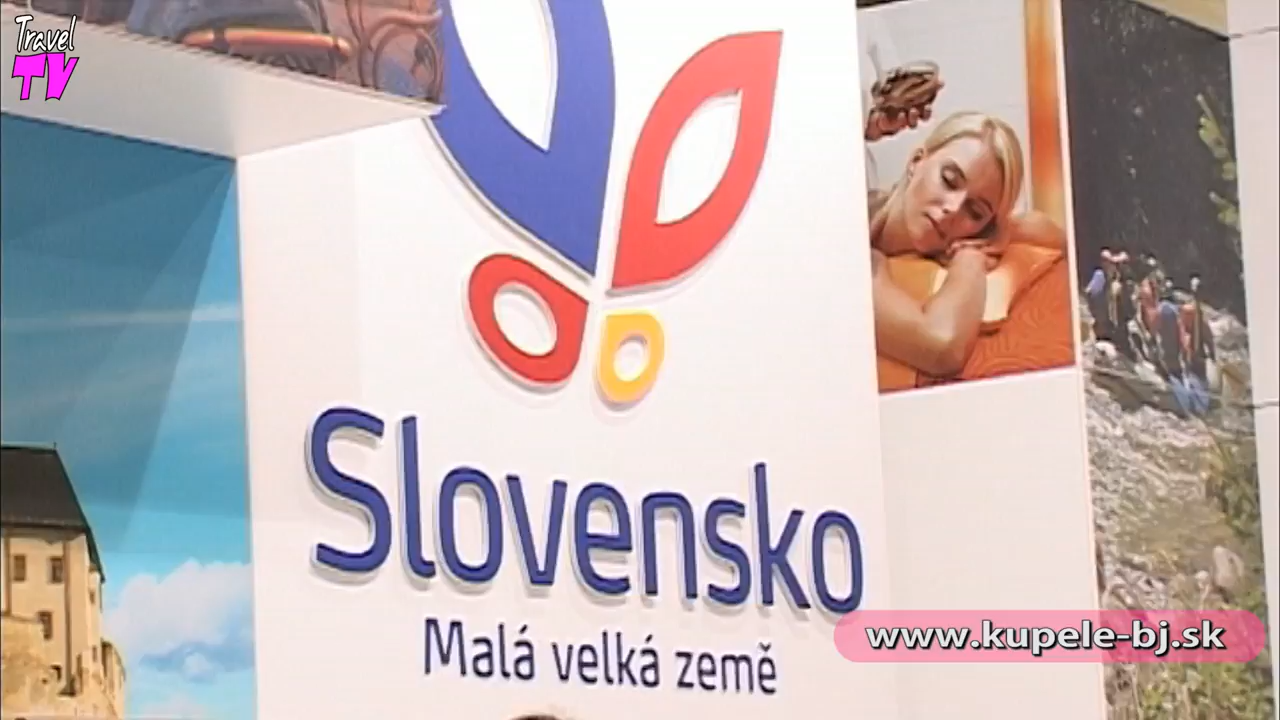 Travel
TV
Slovensko
Malá velká země
www.kupele-bj.sk